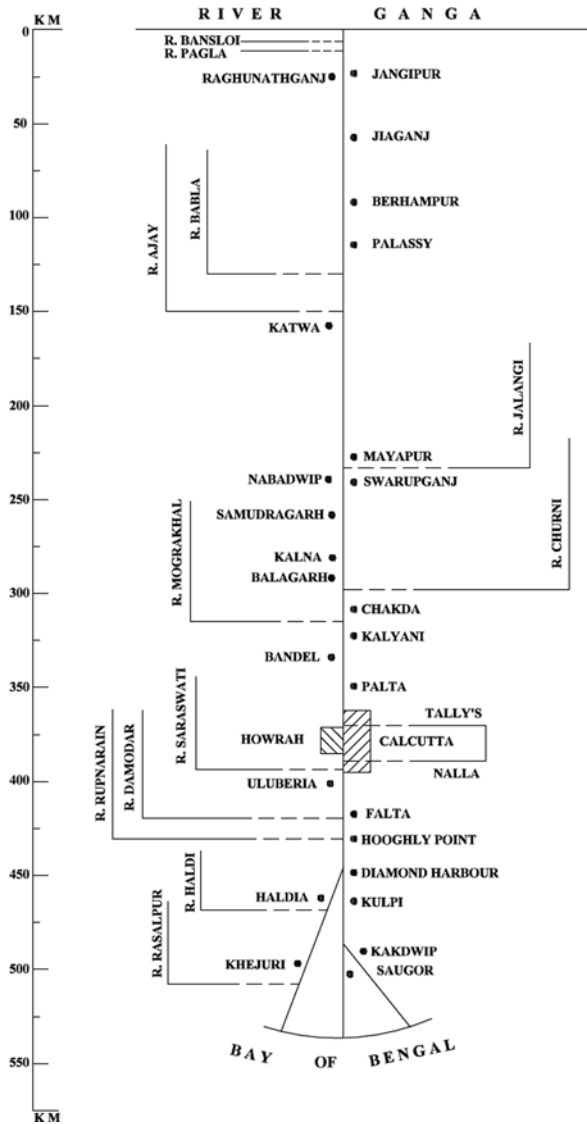 KM
RIVER GANGA
0
R. BANSLOI
R. PAGLA
RAGHUNATHGANJ
JANGIPUR
50
JIAGANJ
R. BABLA
R. AJAY
BERHAMPUR
100
PALASSY
150
KATWA
R. JALANGI
200
MAYAPUR
NABADWIP
SWARUPGANJ
250
SAMUDRAGARH
R. CHURNI
R. MOGRAKHAL
KALNA
BALAGARH
300
CHAKDA
KALYANI
BANDEL
350
PALTA
R. SARASWATI
TALLY'S
HOWRAH
CALCUTTA
NALLA
R. RUPNARAIN
R. DAMODAR
400
ULUBERIA
FALTA
HOOGHLY POINT
450
DIAMOND HARBOUR
R. HALDI
HALDIA
KULPI
R. RASALPUR
KAKDWIP
KHEJURI
SAUGOR
500
BAY OF BENGAL
550
KM